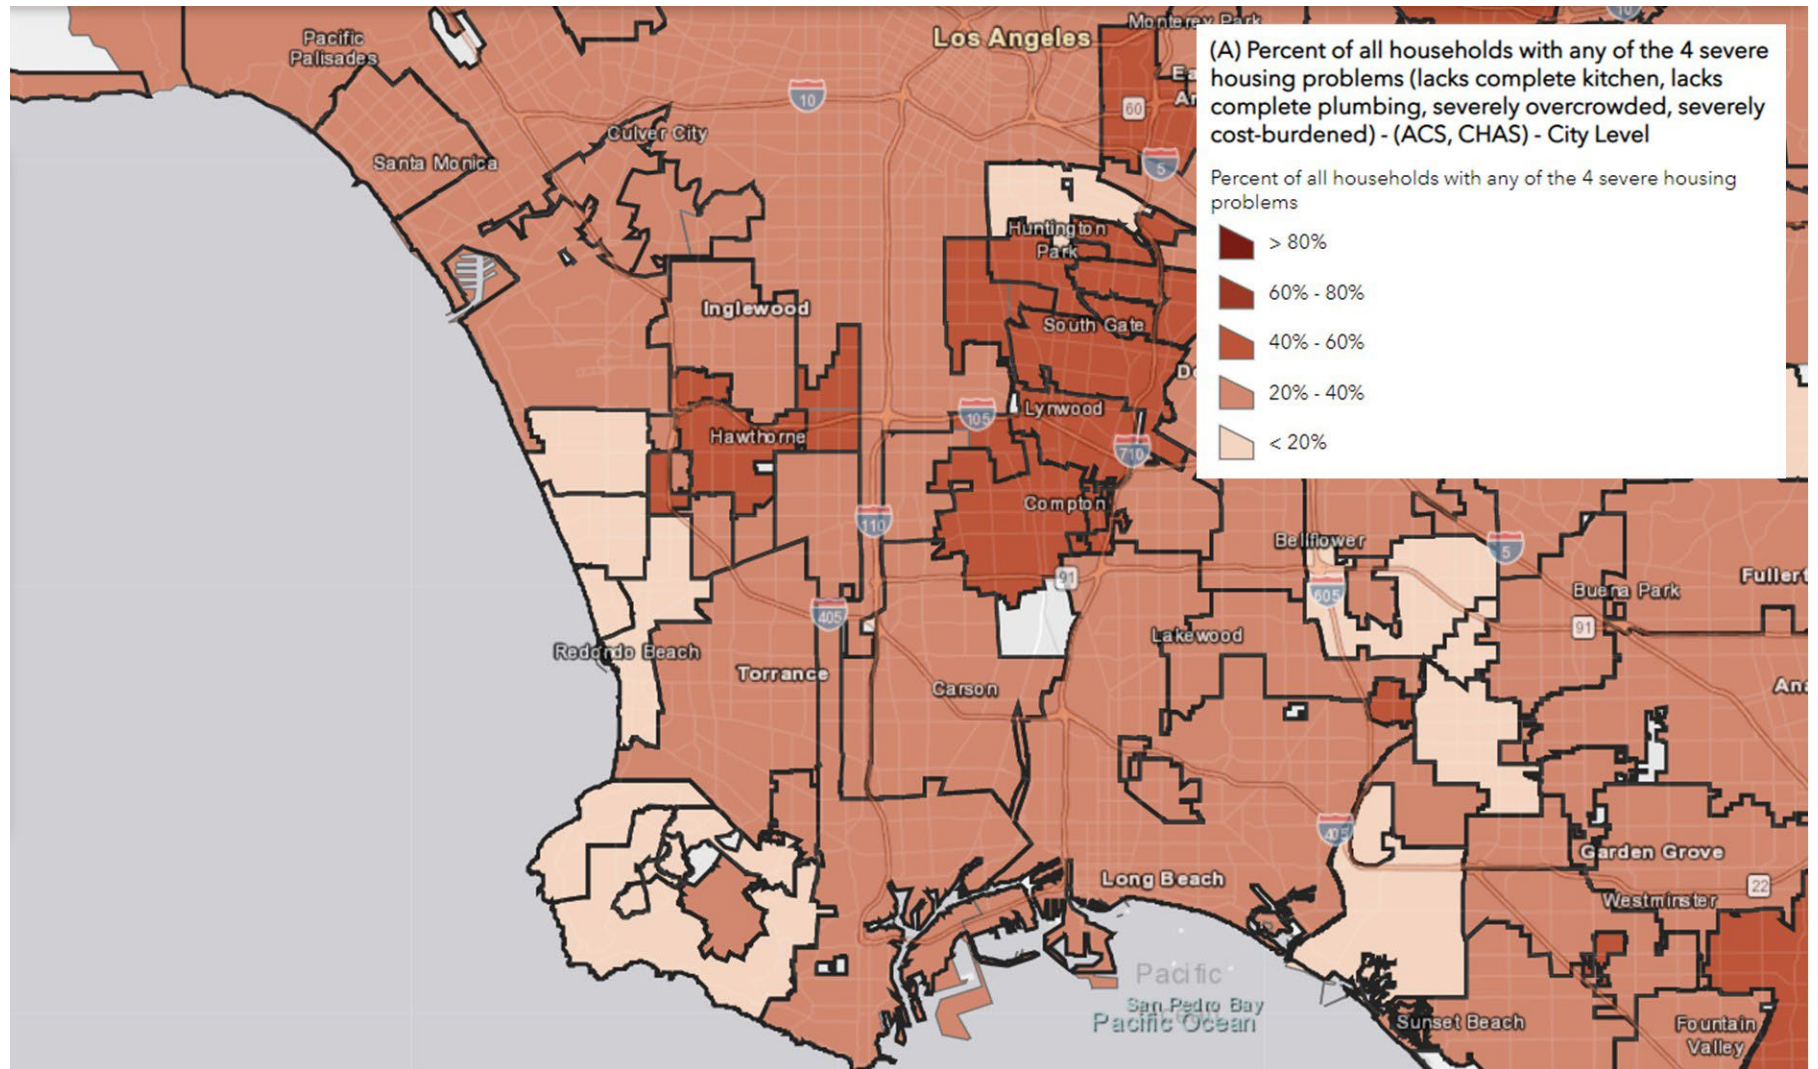 10
Monterey Park
Pacific
Palisades
Los Angeles
(A) Percent of all households with any of the 4 severe
housing problems (lacks complete kitchen, lacks
complete plumbing, severely overcrowded, severely
cost-burdened) - (ACS, CHAS) - City Level
Percent of all households with any of the 4 severe housing
problems
> 80%
60% - 80%
40% - 60%
20% - 40%
< 20%
Ea
10
60
Ar
Culver City
Santa Monica
5
Huntington
Park
Inglewood
South Gate
Do
105
Lynwood
Hawthorne
710
Compton
110
Bellflower
5
91
Fullert
605
Buena Park
405
91
Lakewood
Redondo Beach
Torrance
Carson
Ana
405
Garden Grove
Long Beach
22
Westminster
Pacific
San Pedro Bay
Pacific Ocean
Sunset Beach
Fountain
Valley